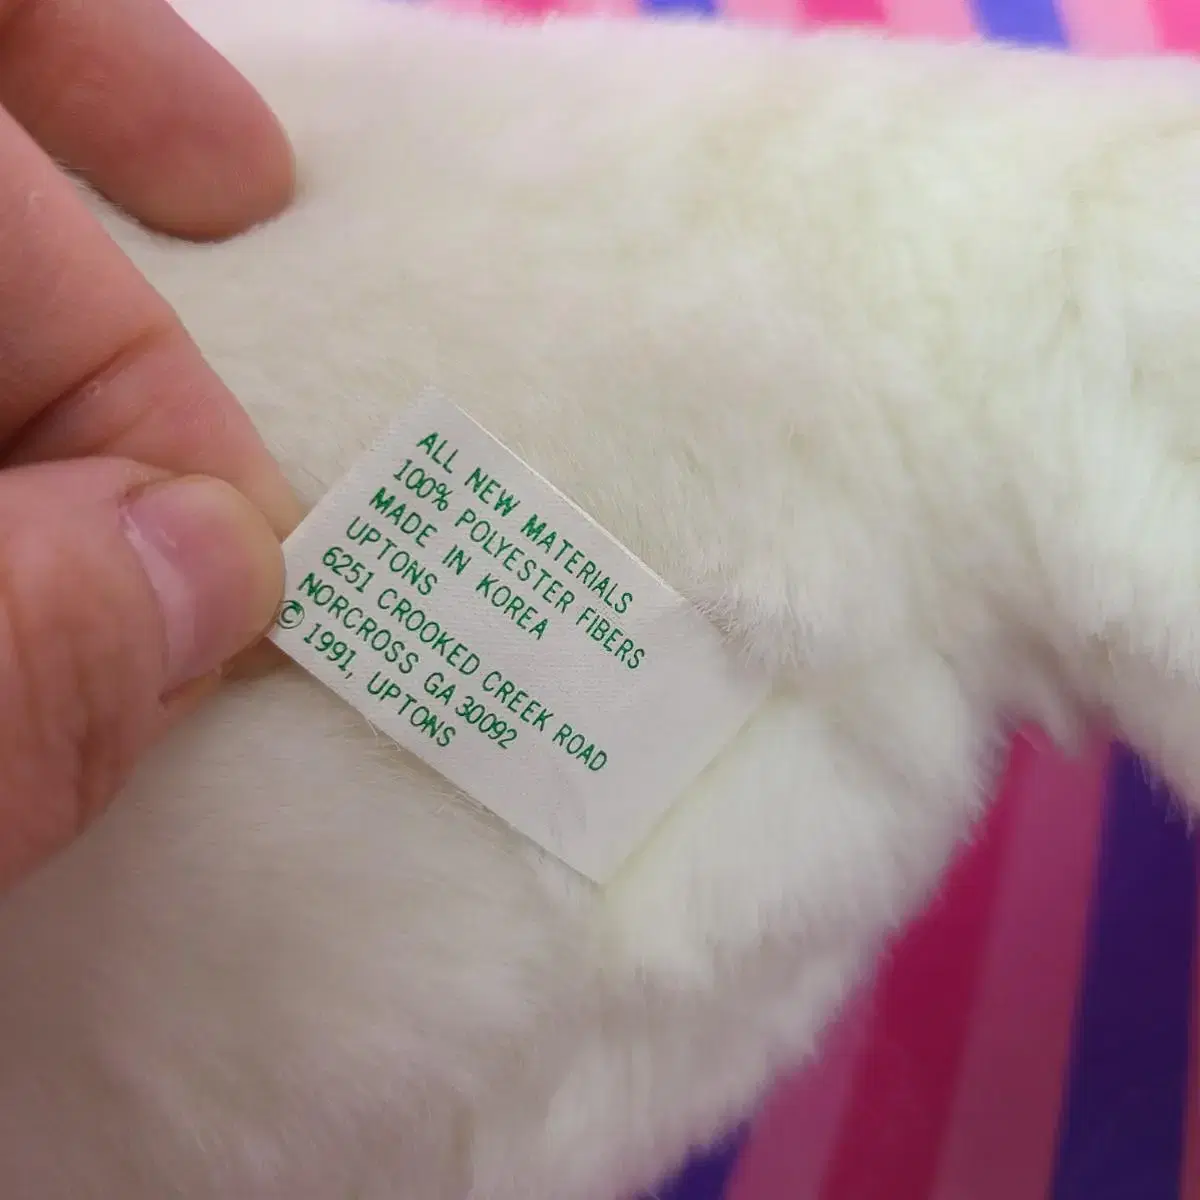 ALL NEW MATERIALS
100% POLYESTER FIBERS
MADE IN KOREA
UPTONS
6251 CROOKED CREEK ROAD
NORCROSS GA 30092
© 1991, UPTONS